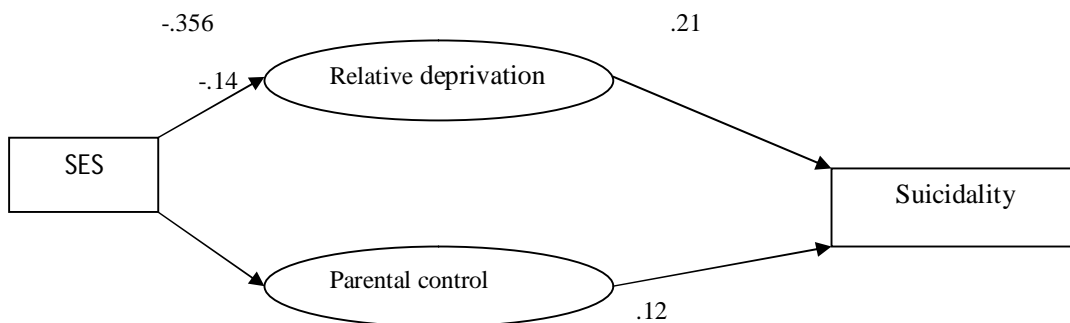 -.356
.21
Relative deprivation
-.14
SES
Suicidality
Parental control
.12